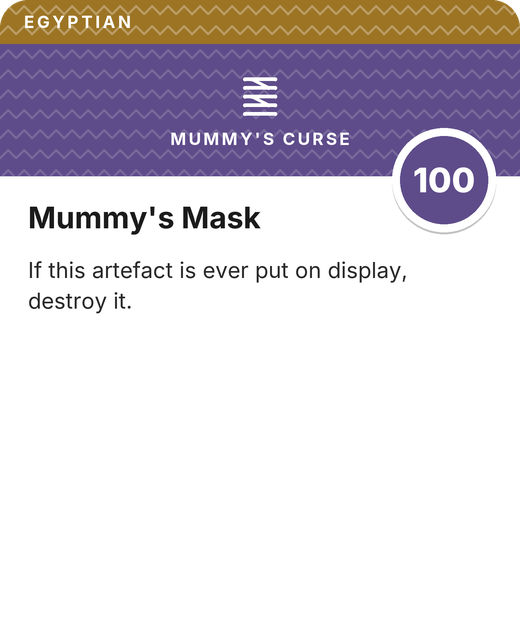 EGYPTIAN
MUMMY'S CURSE
100
Mummy's Mask
If this artefact is ever put on display,
destroy it.